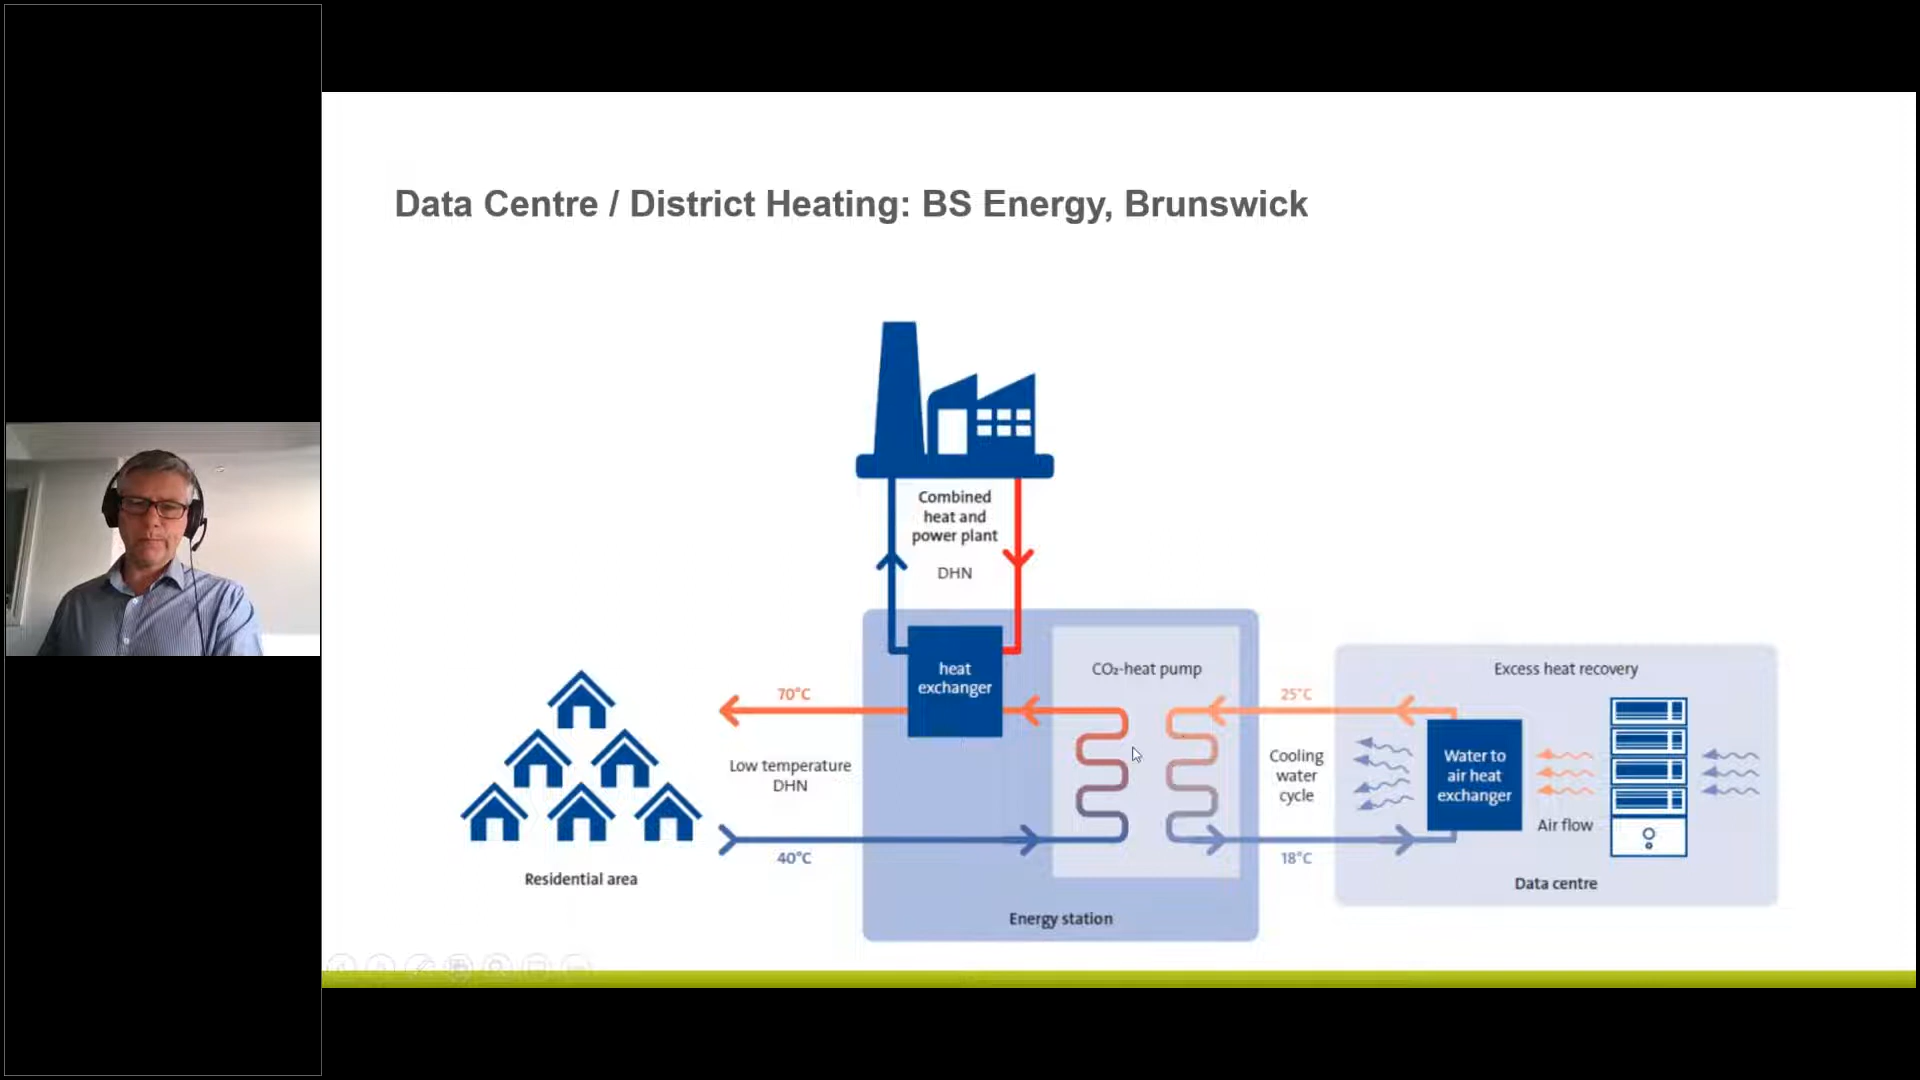 Data Centre / District Heating: BS Energy, Brunswick
Combined
heat and
power plant
DHN
heat
exchanger
CO₂-heat pump
Excess heat recovery
70°C
25°C
Low temperature
DHN
Cooling
water
cycle
Water to
air heat
exchanger
Air flow
40°C
18°C
Residential area
Data centre
Energy station